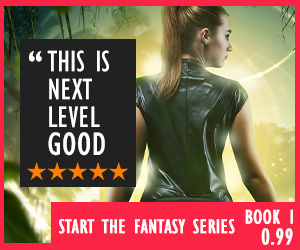 “ THIS IS
NEXT
LEVEL
GOOD
START THE FANTASY SERIES
BOOK 1
0.99